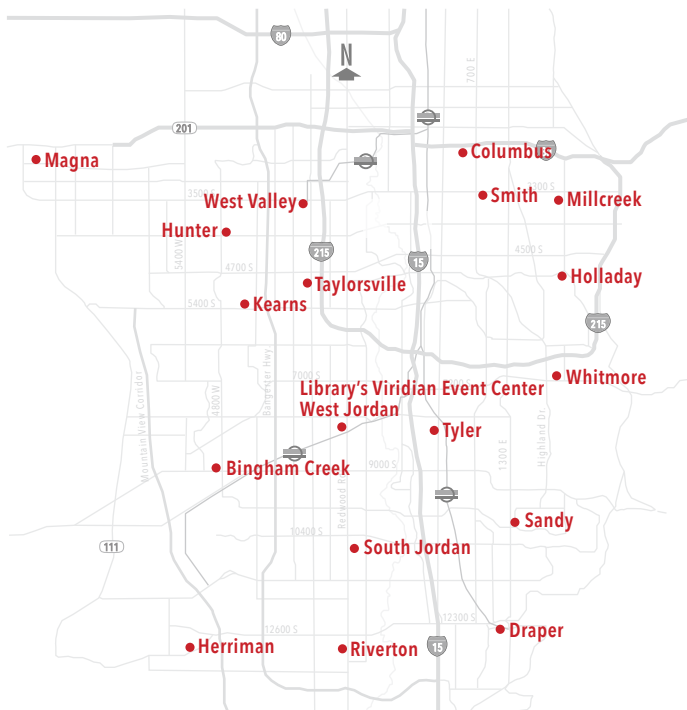 80
N
700 E
201
Columbus
Magna
3500 S
3300 S
Smith
Millcreek
West Valley
Hunter
5400 W
215
15
4500 S
4700 S
Holladay
Taylorsville
5400 S
Kearns
215
Mountain View Corridor
Bangerter Hwy
7000 S
4800 W
Whitmore
Library's Viridian Event Center
West Jordan
Highland Dr.
Tyler
1300 E
Bingham Creek
9000 S
Redwood R
Sandy
10400 S
South Jordan
111
12300 S
12600 S
Draper
Herriman
Riverton
15